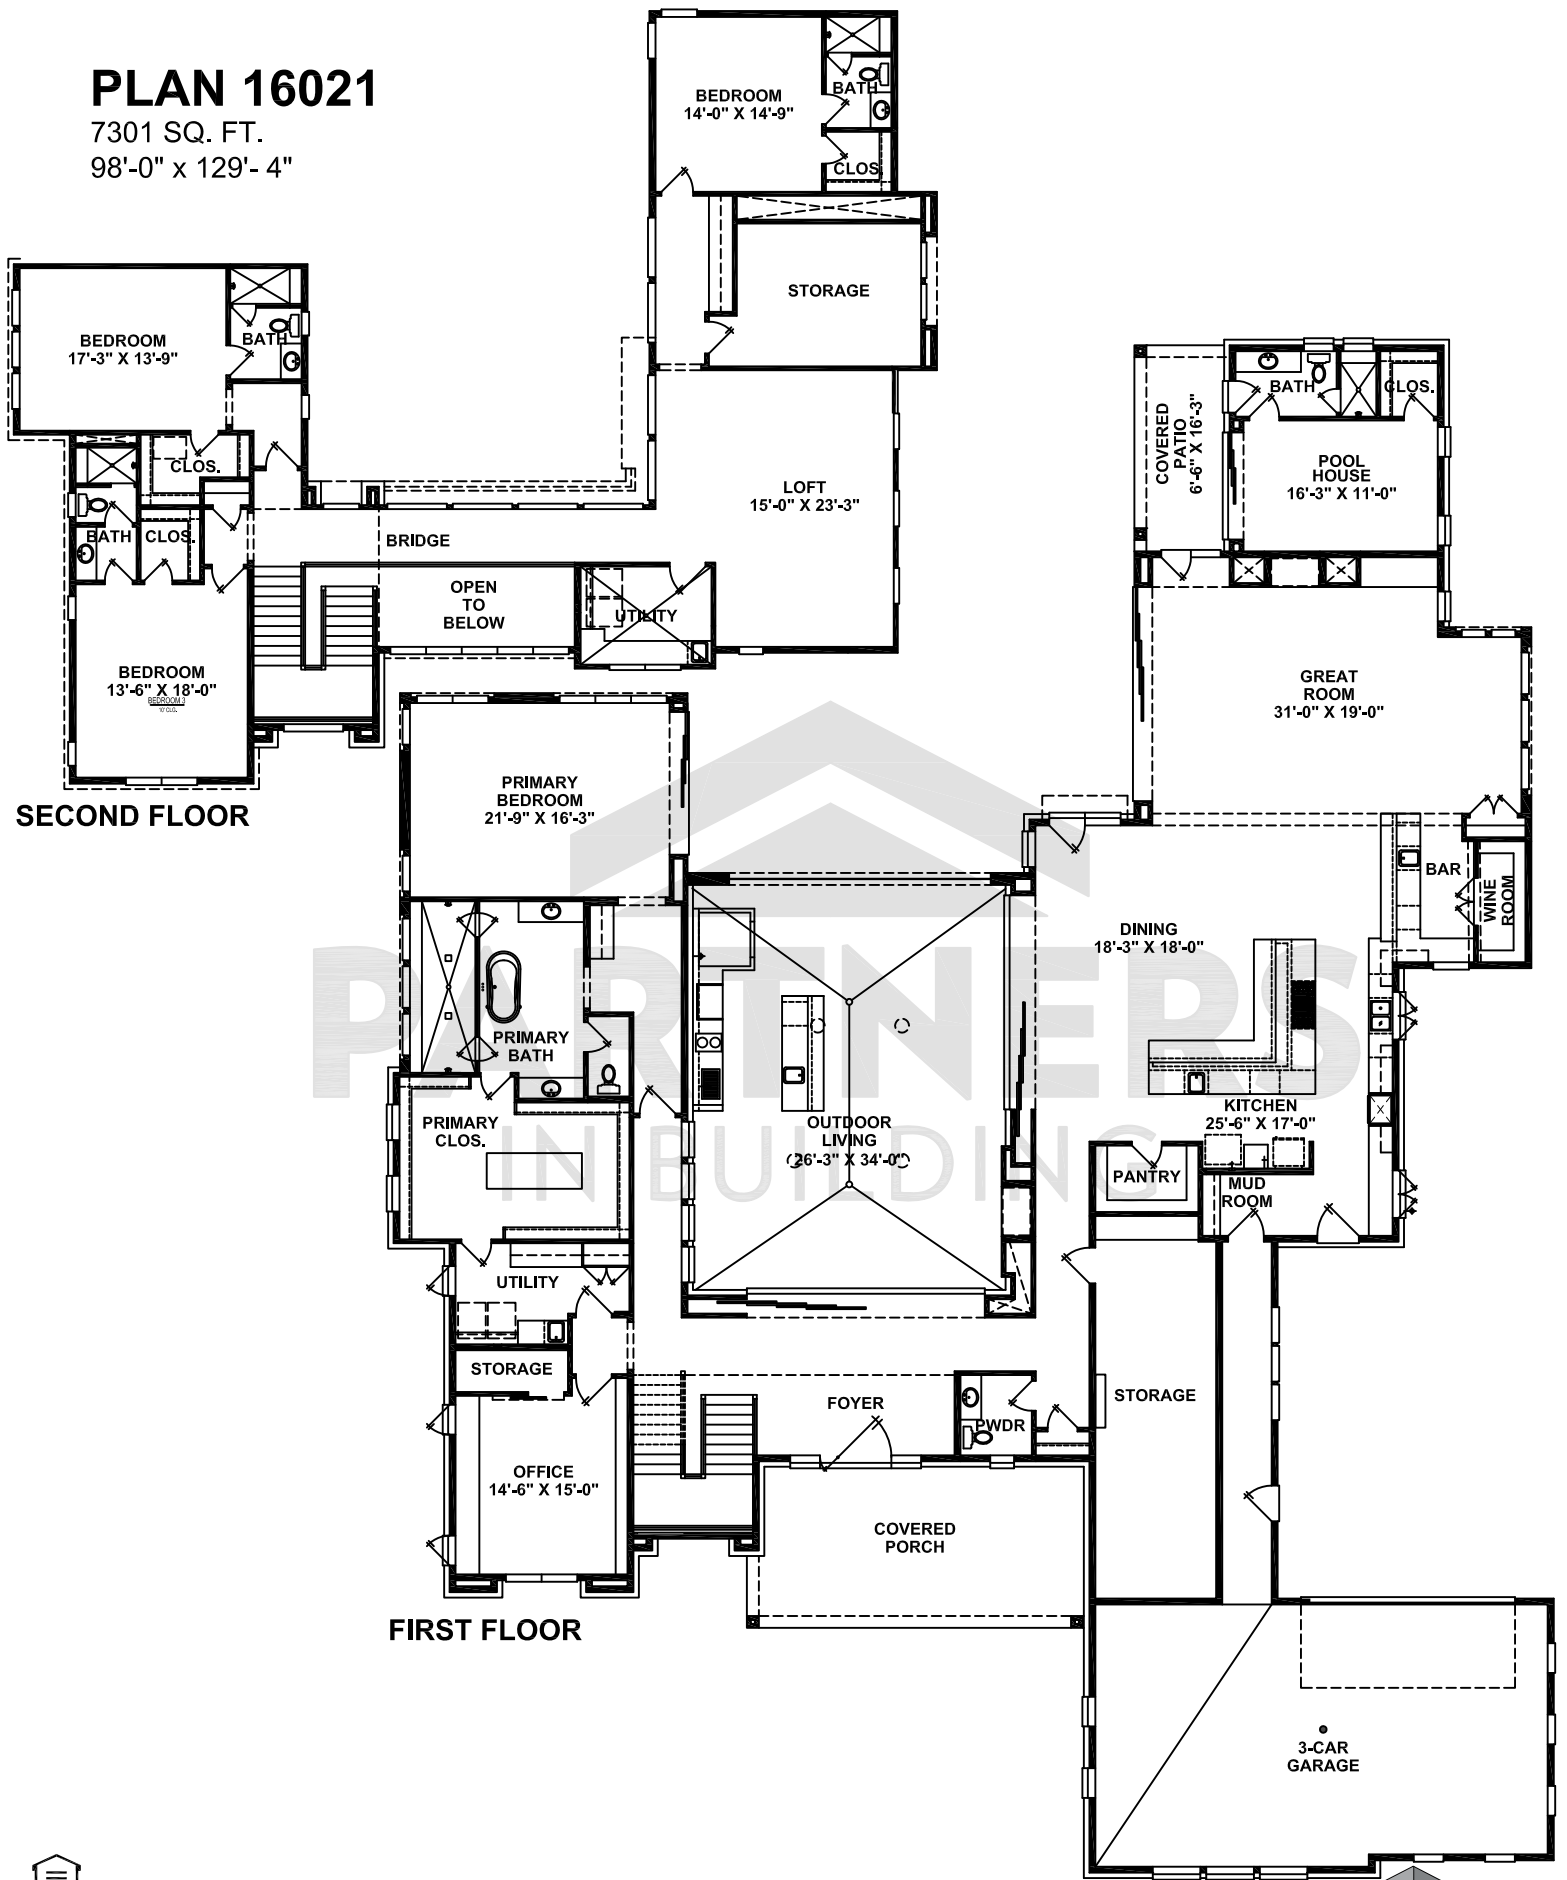 PLAN 16021
7301 SQ. FT.
98'-0" x 129'- 4"
BEDROOM
14'-0" X 14'-9"
BATH
CLOS
STORAGE
BEDROOM
17'-3" X 13'-9"
BATH
CLOS.
BATH
CLOS.
BRIDGE
LOFT
15'-0" X 23'-3"
OPEN
TO
BELOW
UTILITY
BEDROOM
13'-6" X 18'-0"
BEDROOM 3
10' CLG.
SECOND FLOOR
COVERED
PATIO
6'-6" X 16'-3"
BATH
CLOS.
POOL
HOUSE
16'-3" X 11'-0"
GREAT
ROOM
31'-0" X 19'-0"
PRIMARY
BEDROOM
21'-9" X 16'-3"
BAR
WINE
ROOM
DINING
18'-3" X 18'-0"
PARTNERS
IN BUILDING
PRIMARY
BATH
PRIMARY
CLOS.
OUTDOOR
LIVING
26'-3" X 34'-0"
KITCHEN
25'-6" X 17'-0"
PANTRY
MUD
ROOM
UTILITY
STORAGE
FOYER
PWDR
STORAGE
OFFICE
14'-6" X 15'-0"
COVERED
PORCH
FIRST FLOOR
3-CAR
GARAGE